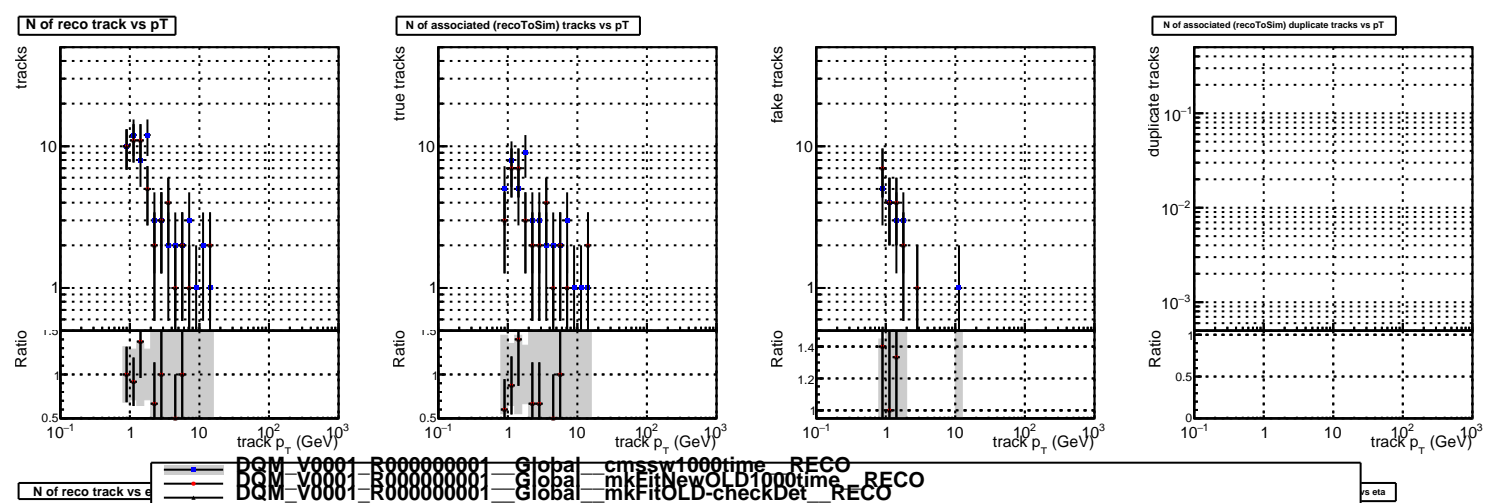 N of reco track vs pT
N of associated (recoToSim) tracks vs pT
N of associated (recoToSim) duplicate tracks vs pT
tracks
10
1
Ratio
1.5
1
0.5
10⁻¹ 1 10 10² 10³
track p_T (GeV)
true tracks
10
1
Ratio
1.5
1
0.5
10⁻¹ 1 10 10² 10³
track p_T (GeV)
fake tracks
10
1
Ratio
1.4
1.2
1
10⁻¹ 1 10 10² 10³
track p_T (GeV)
duplicate tracks
10⁻¹
10⁻²
10⁻³
Ratio
1
0.5
0
10⁻¹ 1 10 10² 10³
track p_T (GeV)
DQM_V0001_R000000001__Global__cmssw1000time__RECO
DQM_V0001_R000000001__Global__mkFitNewOLD1000time__RECO
DQM_V0001_R000000001__Global__mkFitOLD-checkDet__RECO
N of reco track vs e
vs eta